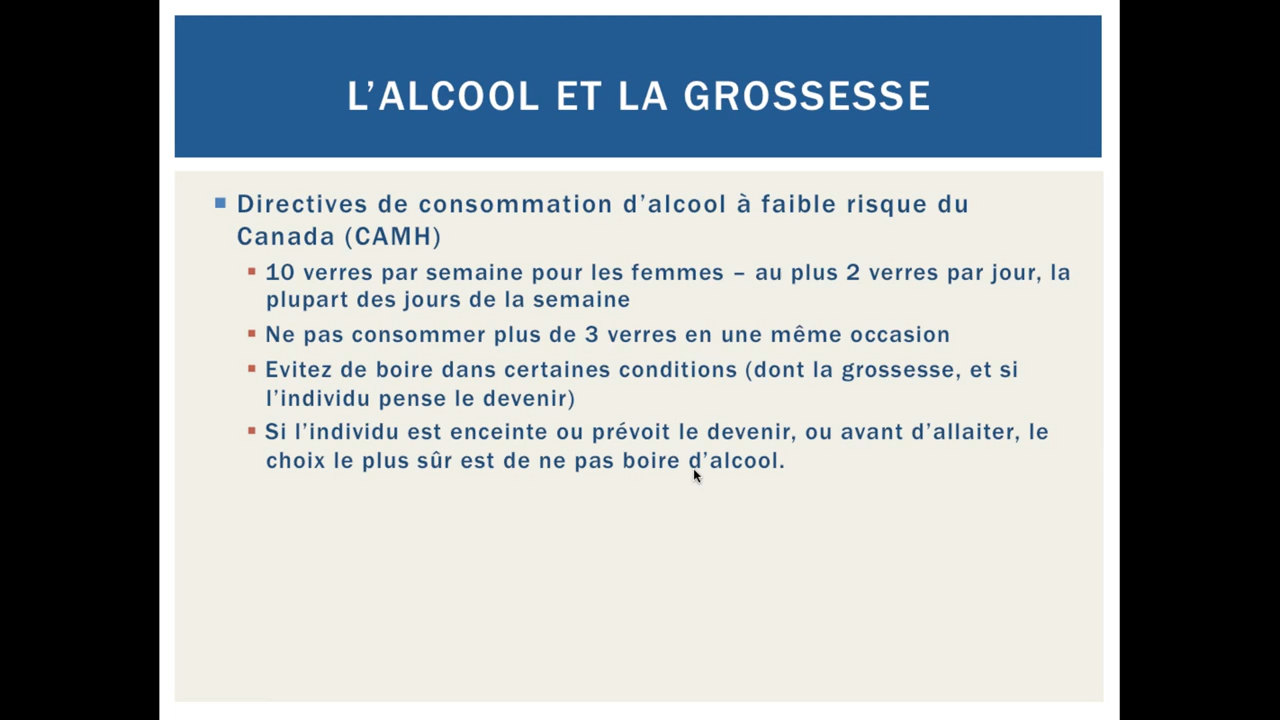 L’ALCOOL ET LA GROSSESSE
Directives de consommation d’alcool à faible risque du
Canada (CAMH)
10 verres par semaine pour les femmes – au plus 2 verres par jour, la
plupart des jours de la semaine
Ne pas consommer plus de 3 verres en une même occasion
Evitez de boire dans certaines conditions (dont la grossesse, et si
l’individu pense le devenir)
Si l’individu est enceinte ou prévoit le devenir, ou avant d’allaiter, le
choix le plus sûr est de ne pas boire d’alcool.